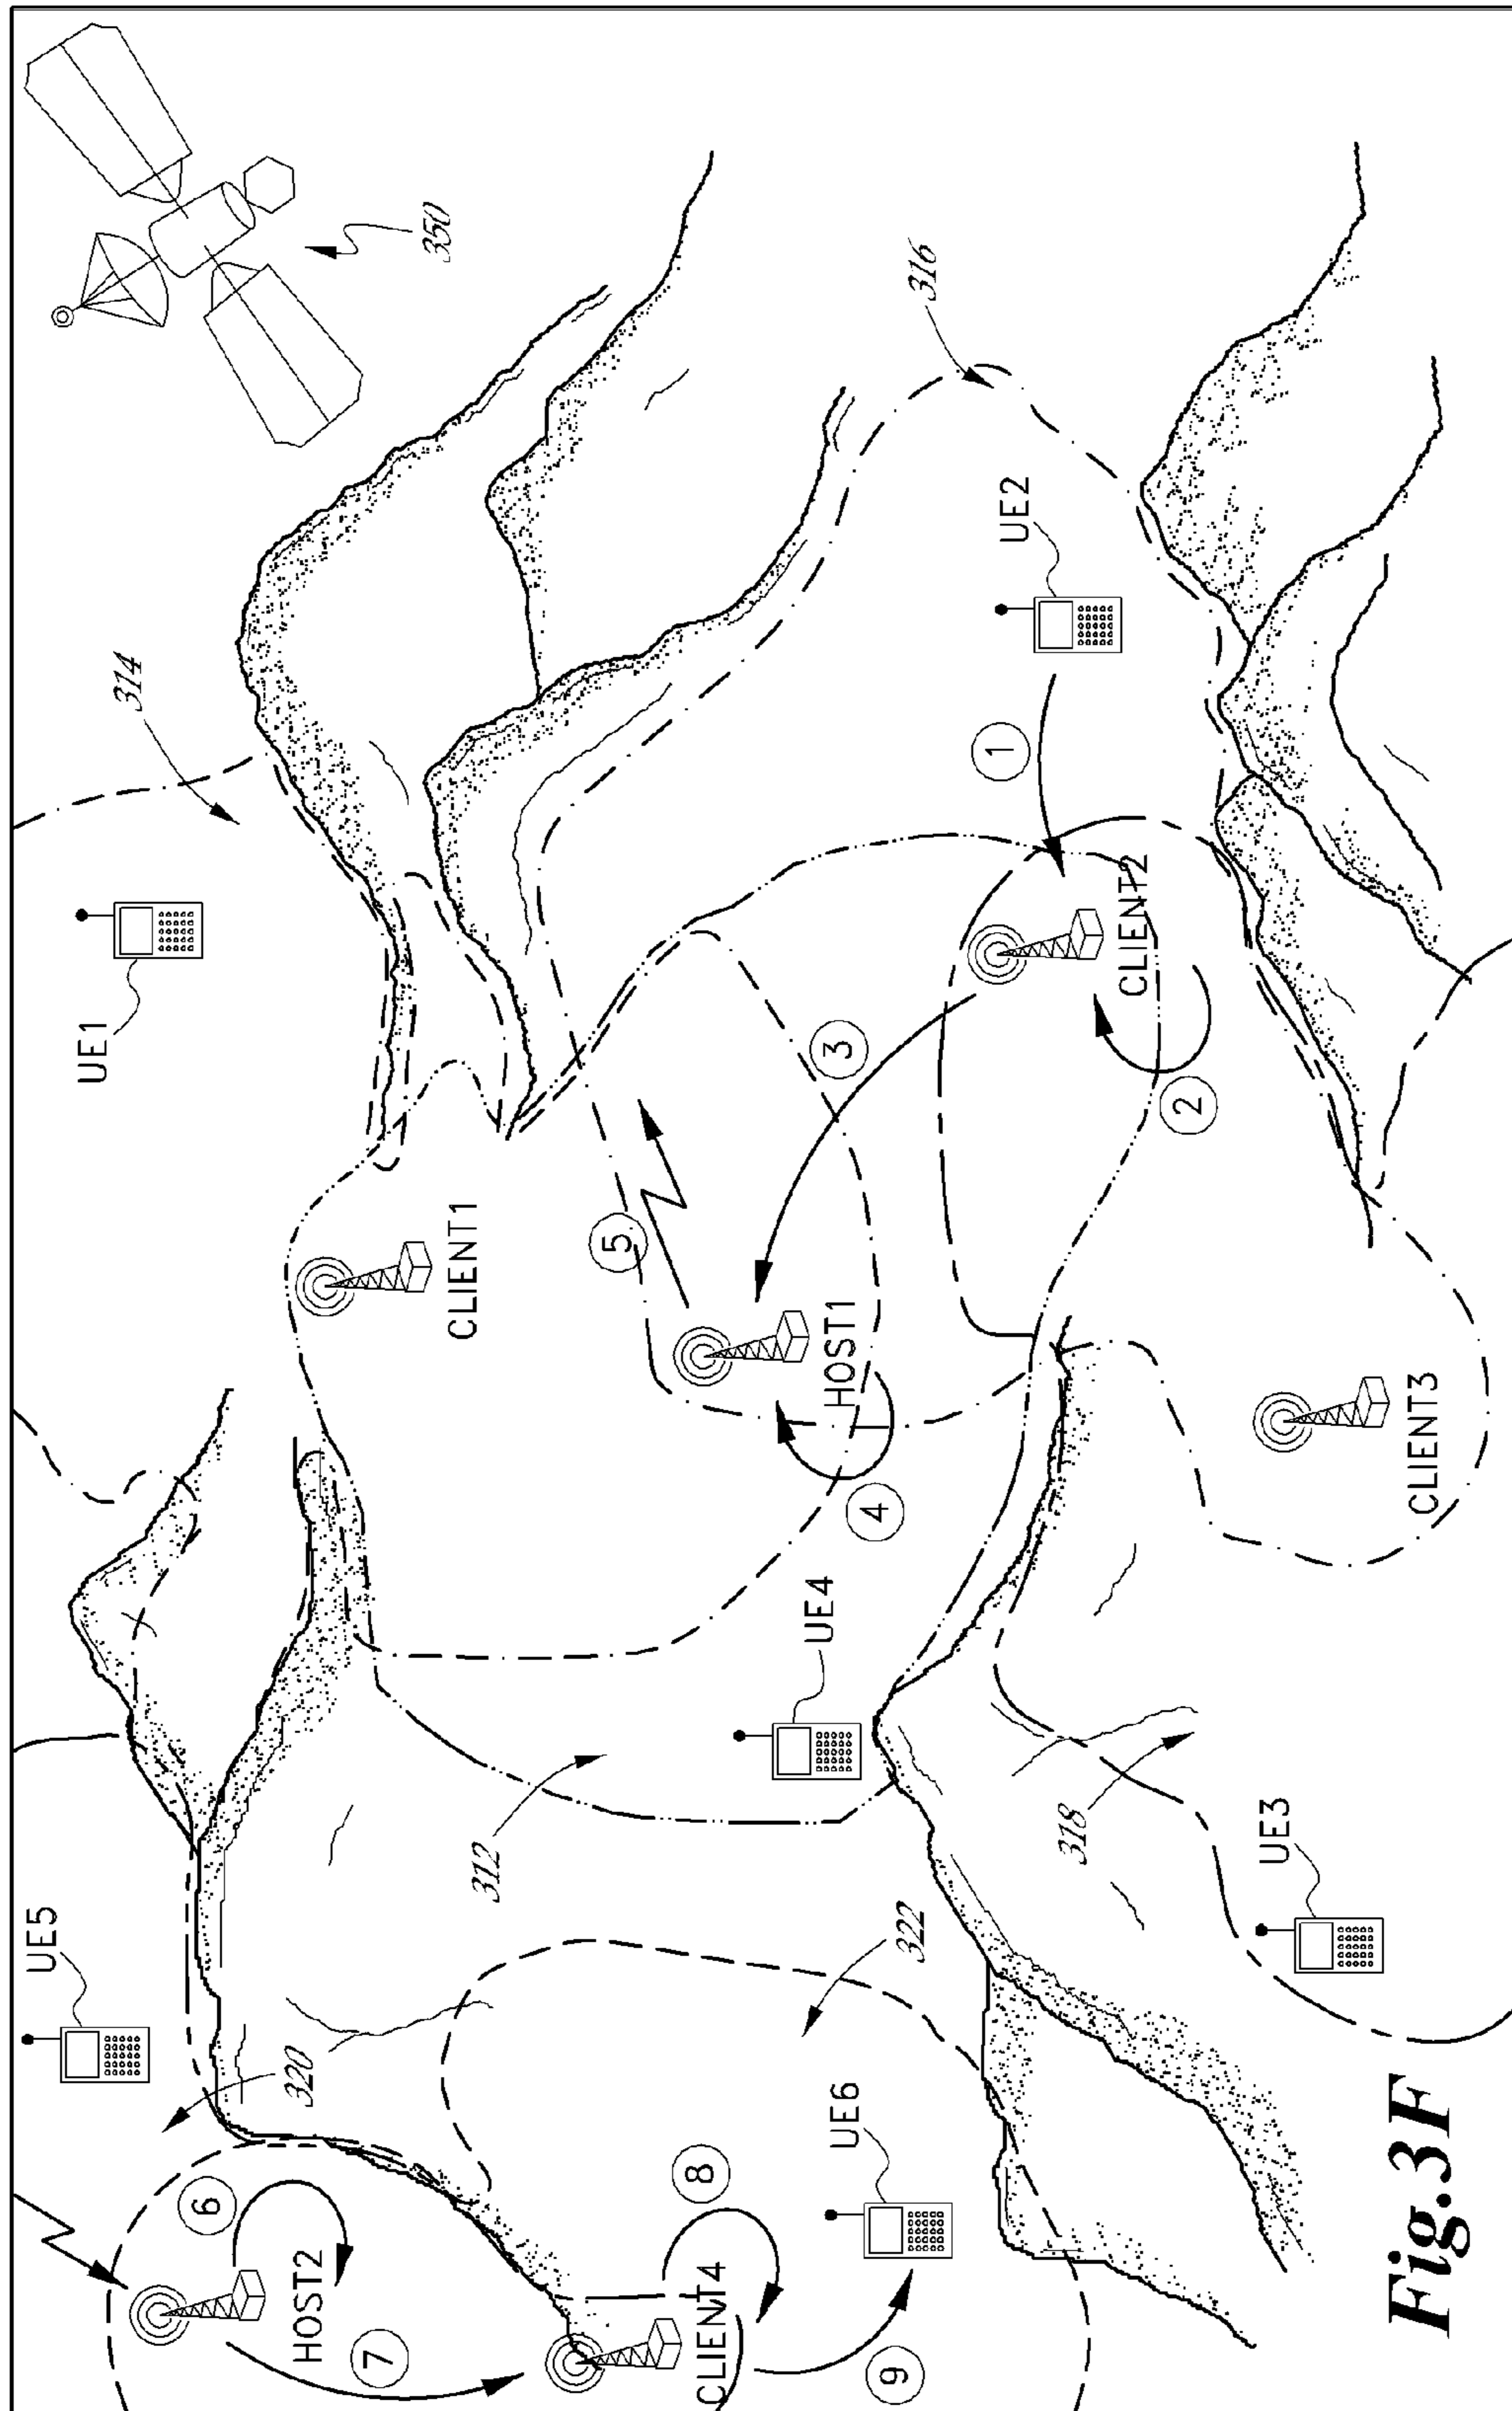 350
314
316
UE1
UE2
1
CLIENT2
2
3
5
CLIENT1
HOST1
4
CLIENT3
UE4
312
318
UE3
UE5
322
320
UE6
6
8
HOST2
7
CLIENT4
9
Fig.3F